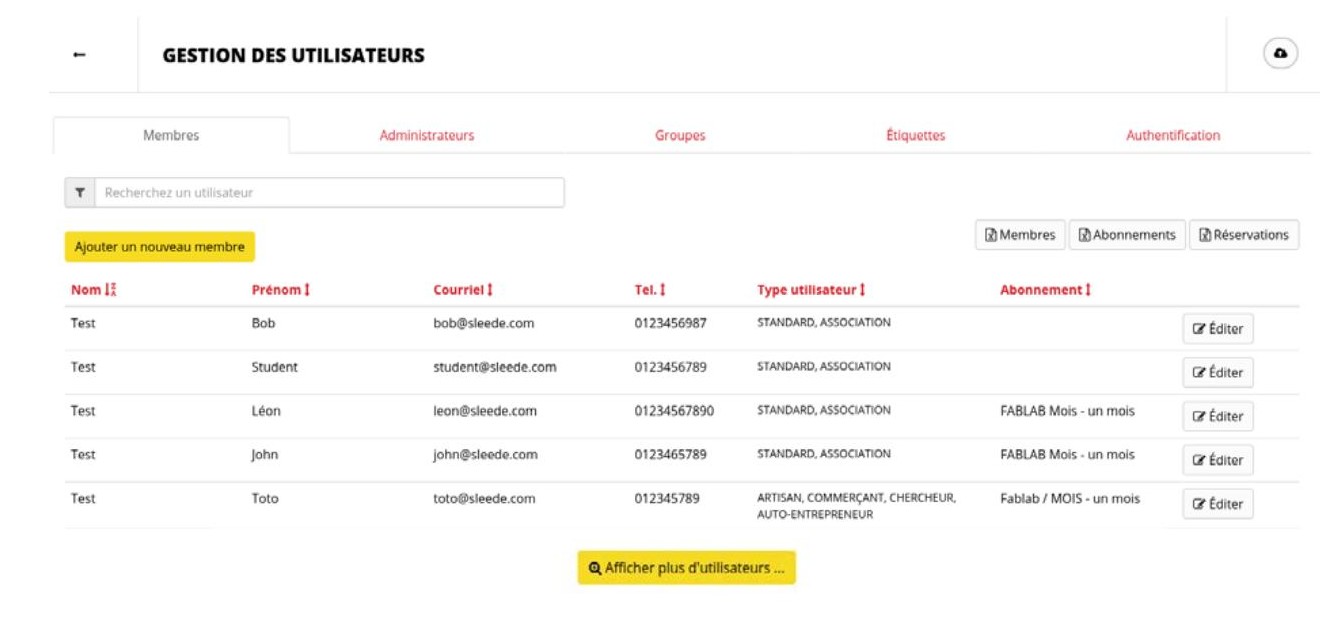 GESTION DES UTILISATEURS
Membres Administrateurs Groupes Étiquettes Authentification
Recherchez un utilisateur
Membres Abonnements Réservations
Ajouter un nouveau membre
Nom Prénom Courriel Tel. Type utilisateur Abonnement
Test Bob bob@sleede.com 0123456987 STANDARD, ASSOCIATION Éditer
Test Student student@sleede.com 0123456789 STANDARD, ASSOCIATION Éditer
Test Léon leon@sleede.com 01234567890 STANDARD, ASSOCIATION FABLAB Mois - un mois Éditer
Test John john@sleede.com 0123465789 STANDARD, ASSOCIATION FABLAB Mois - un mois Éditer
Test Toto toto@sleede.com 012345789 ARTISAN, COMMERÇANT, CHERCHEUR, Fablab / MOIS - un mois Éditer
AUTO-ENTREPRENEUR
Afficher plus d'utilisateurs ...